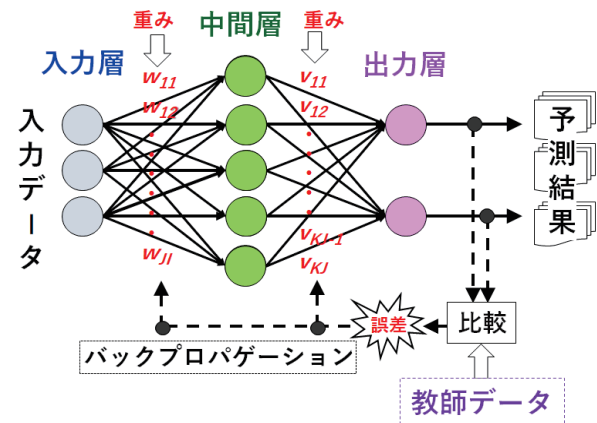 重み
中間層
重み
入力層
出力層
w11
w12
wJI
v11
v12
vKJ-1
vKJ
入力データ
予測結果
誤差
比較
バックプロパゲーション
教師データ